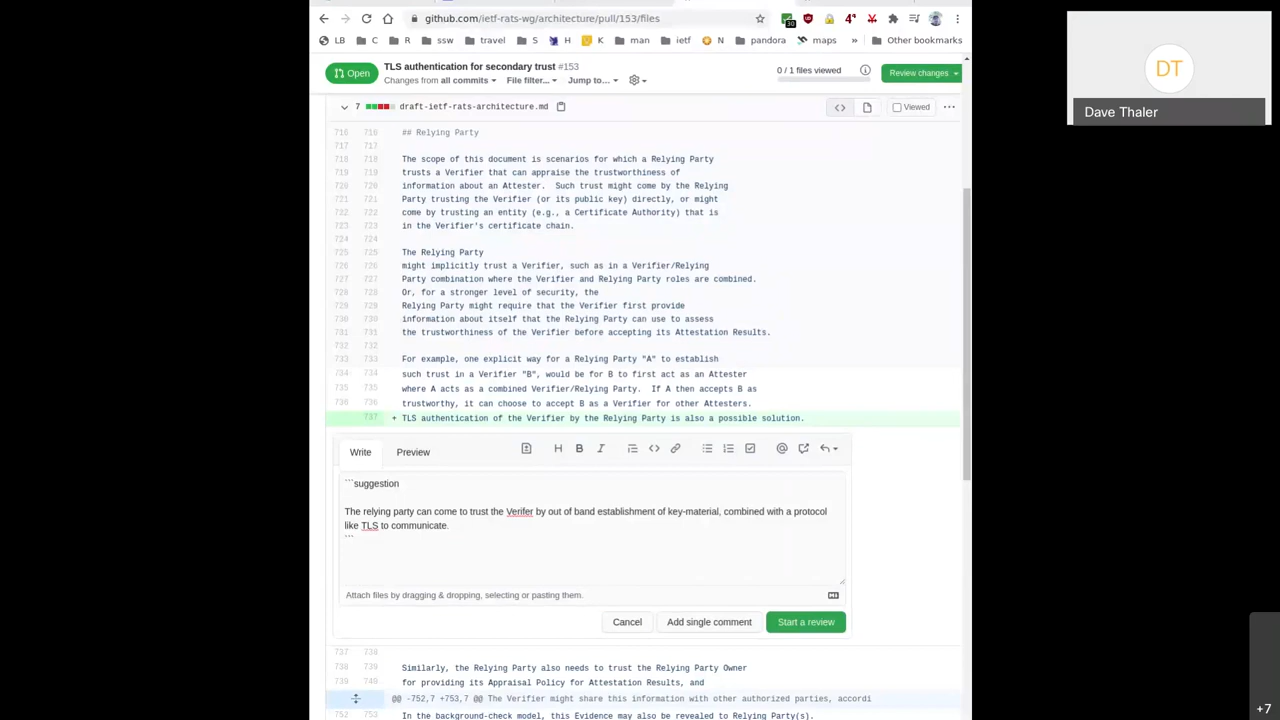 github.com/ietf-rats-wg/architecture/pull/153/files
30
4⁴
LB
C
R
ssw
travel
S
H
K
man
ietf
N
pandora
maps
»
Other bookmarks
Open
TLS authentication for secondary trust #153
Changes from all commits
File filter...
Jump to...
0 / 1 files viewed
Review changes
7
draft-ietf-rats-architecture.md
Viewed
716 716 ## Relying Party
717 717
718 718 The scope of this document is scenarios for which a Relying Party
719 719 trusts a Verifier that can appraise the trustworthiness of
720 720 information about an Attester.  Such trust might come by the Relying
721 721 Party trusting the Verifier (or its public key) directly, or might
722 722 come by trusting an entity (e.g., a Certificate Authority) that is
723 723 in the Verifier's certificate chain.
724 724
725 725 The Relying Party
726 726 might implicitly trust a Verifier, such as in a Verifier/Relying
727 727 Party combination where the Verifier and Relying Party roles are combined.
728 728 Or, for a stronger level of security, the
729 729 Relying Party might require that the Verifier first provide
730 730 information about itself that the Relying Party can use to assess
731 731 the trustworthiness of the Verifier before accepting its Attestation Results.
732 732
733 733 For example, one explicit way for a Relying Party "A" to establish
734 734 such trust in a Verifier "B", would be for B to first act as an Attester
735 735 where A acts as a combined Verifier/Relying Party.  If A then accepts B as
736 736 trustworthy, it can choose to accept B as a Verifier for other Attesters.
737 + TLS authentication of the Verifier by the Relying Party is also a possible solution.
Write
Preview
```suggestion
The relying party can come to trust the Verifer by out of band establishment of key-material, combined with a protocol
like TLS to communicate.
```
Attach files by dragging & dropping, selecting or pasting them.
Cancel
Add single comment
Start a review
737 738
738 739 Similarly, the Relying Party also needs to trust the Relying Party Owner
739 740 for providing its Appraisal Policy for Attestation Results, and
@@ -752,7 +753,7 @@ The Verifier might share this information with other authorized parties, accordi
752 753 In the background-check model, this Evidence may also be revealed to Relying Party(s).
DT
Dave Thaler
+7